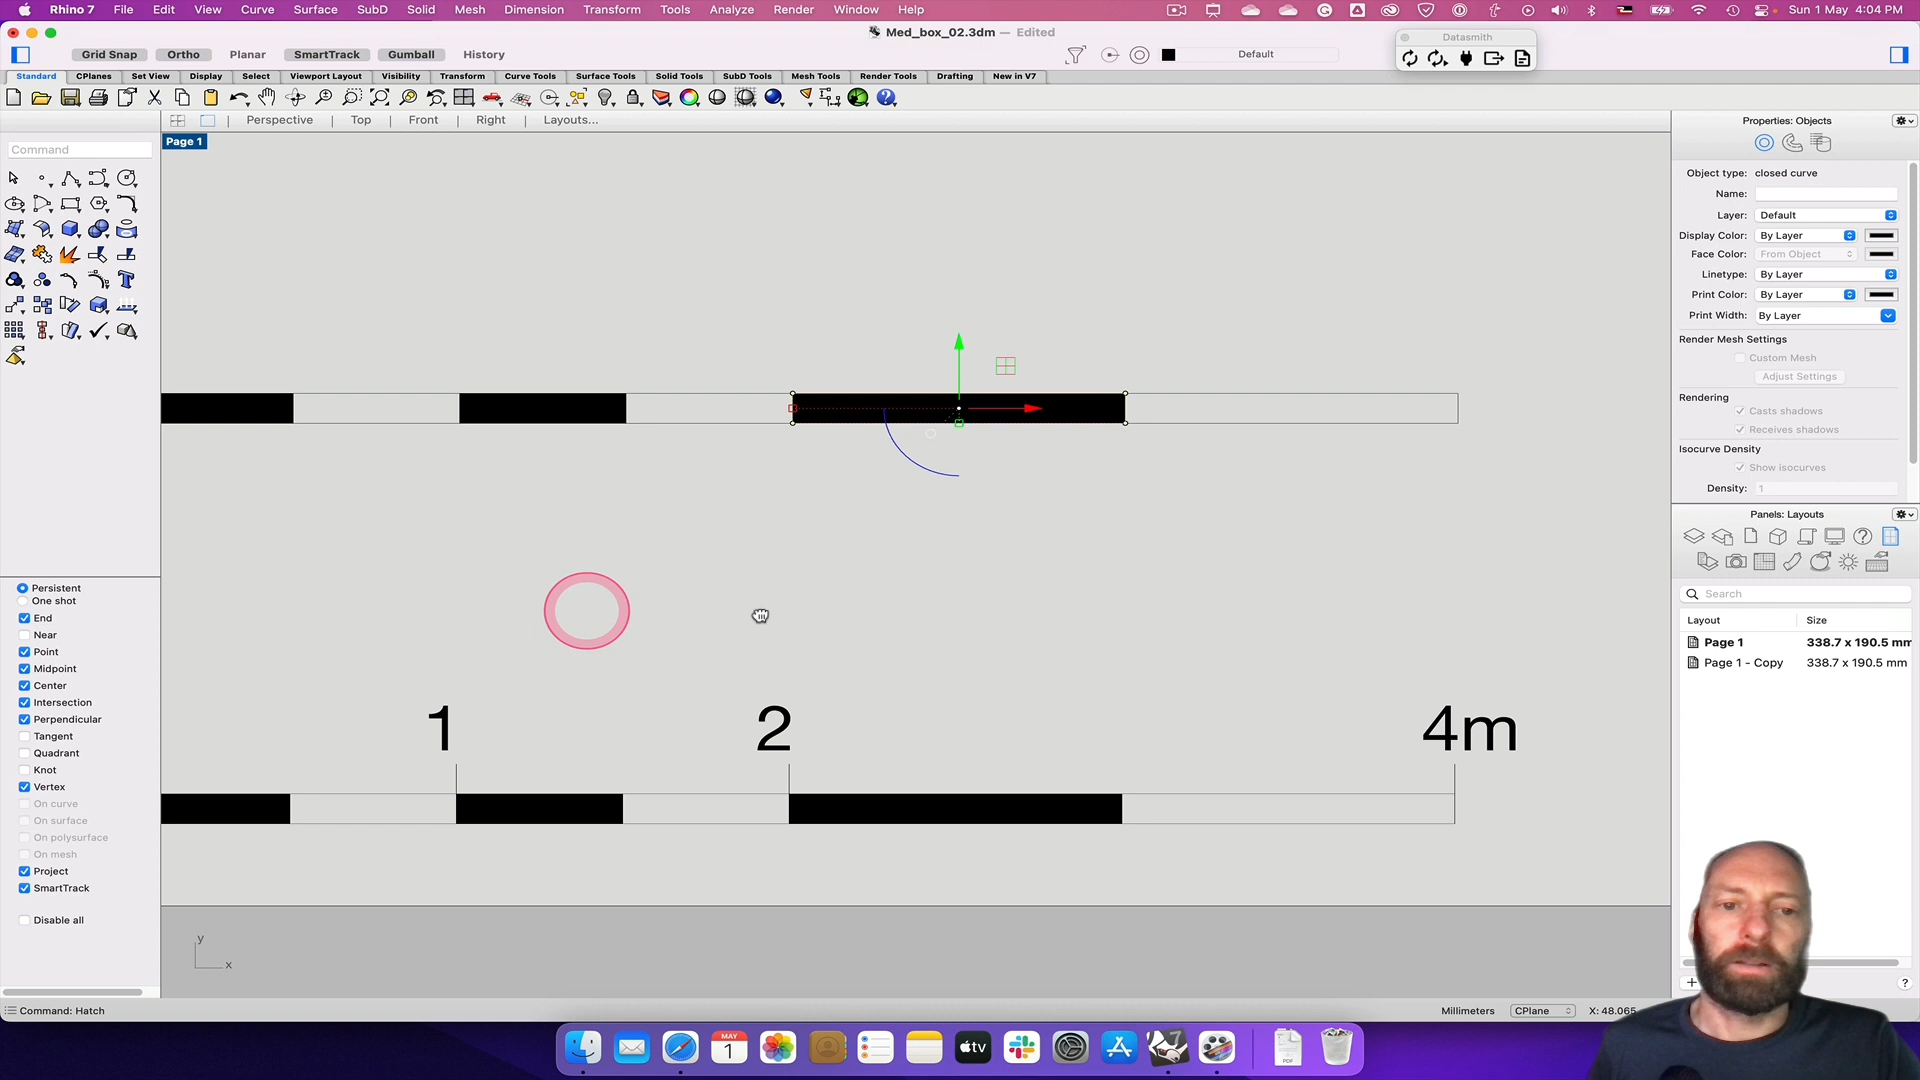 Rhino 7 File Edit View Curve Surface SubD Solid Mesh Dimension Transform Tools Analyze Render Window Help Sun 1 May 4:04 PM
Med_box_02.3dm — Edited
Datasmith
Grid Snap Ortho Planar SmartTrack Gumball History Default
Standard CPlanes Set View Display Select Viewport Layout Visibility Transform Curve Tools Surface Tools Solid Tools SubD Tools Mesh Tools Render Tools Drafting New in V7
Perspective Top Front Right Layouts...
Page 1
Command
Persistent
One shot
End
Near
Point
Midpoint
Center
Intersection
Perpendicular
Tangent
Quadrant
Knot
Vertex
On curve
On surface
On polysurface
On mesh
Project
SmartTrack
Disable all
1 2 4m
y
x
Properties: Objects
Object type: closed curve
Name:
Layer: Default
Display Color: By Layer
Face Color: From Object
Linetype: By Layer
Print Color: By Layer
Print Width: By Layer
Render Mesh Settings
Custom Mesh
Adjust Settings
Rendering
Casts shadows
Receives shadows
Isocurve Density
Show isocurves
Density: 1
Panels: Layouts
Search
Layout Size
Page 1 338.7 x 190.5 mm
Page 1 - Copy 338.7 x 190.5 mm
Command: Hatch
Millimeters CPlane X: 48.065
MAY
1
tv
7
PDF